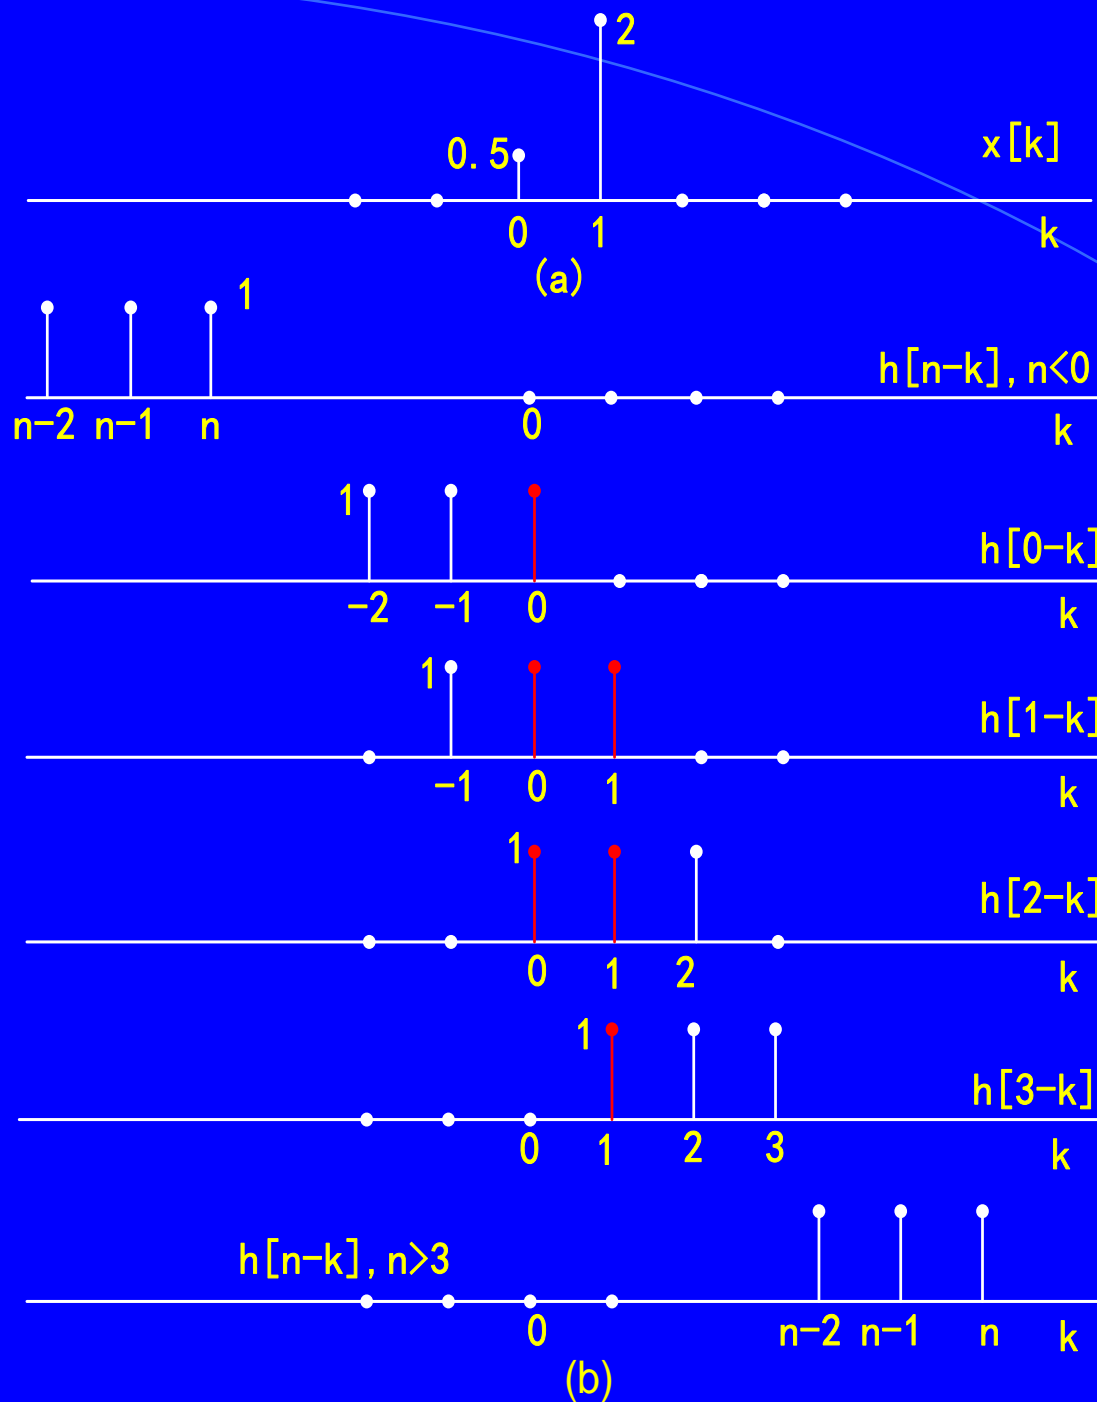 2
0.5
x[k]
0 1 k
(a)
1
h[n-k], n<0
n-2 n-1 n 0 k
1
h[0-k]
-2 -1 0 k
1
h[1-k]
-1 0 1 k
1
h[2-k]
0 1 2 k
1
h[3-k]
0 1 2 3 k
h[n-k], n>3
0 n-2 n-1 n k
(b)